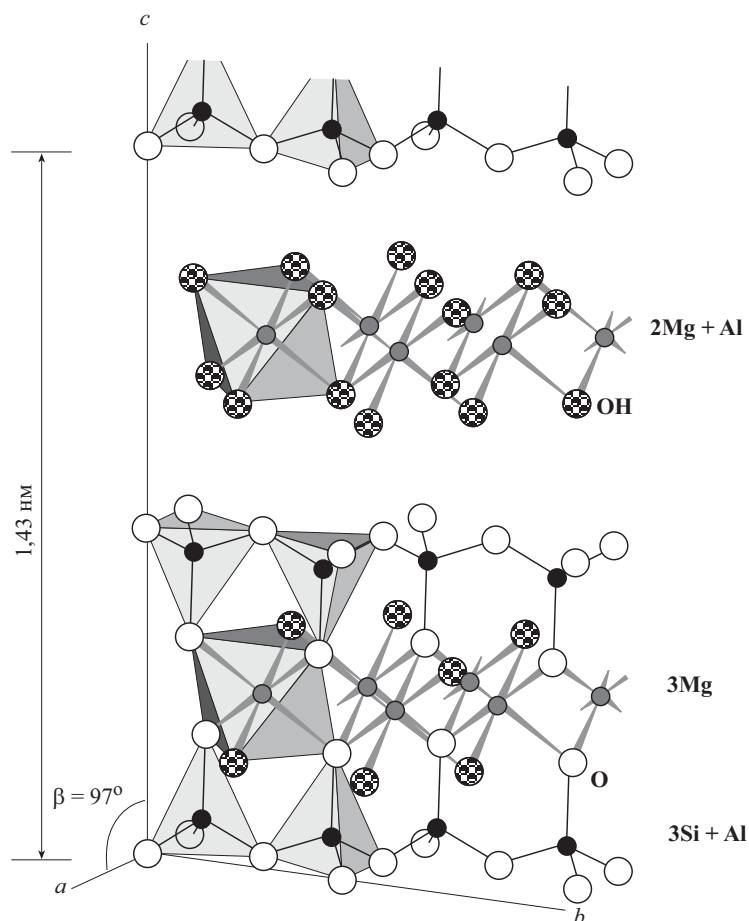 c
2Mg + Al
OH
1,43 нм
3Mg
O
β = 97°
3Si + Al
a
b